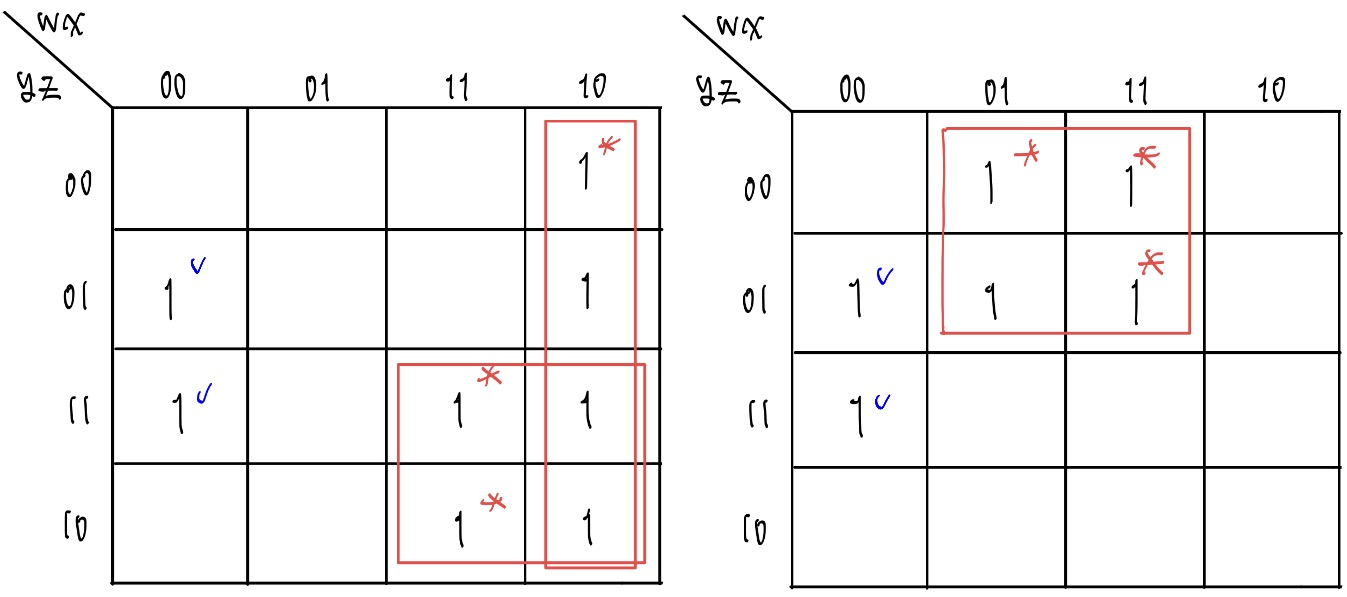 wx wx
yz 00 01 11 10 yz 00 01 11 10
00 1* 00 1* 1*
01 1✓ 1 01 1✓ 1 1*
11 1✓ 1* 1 11 1✓
10 1* 1 10